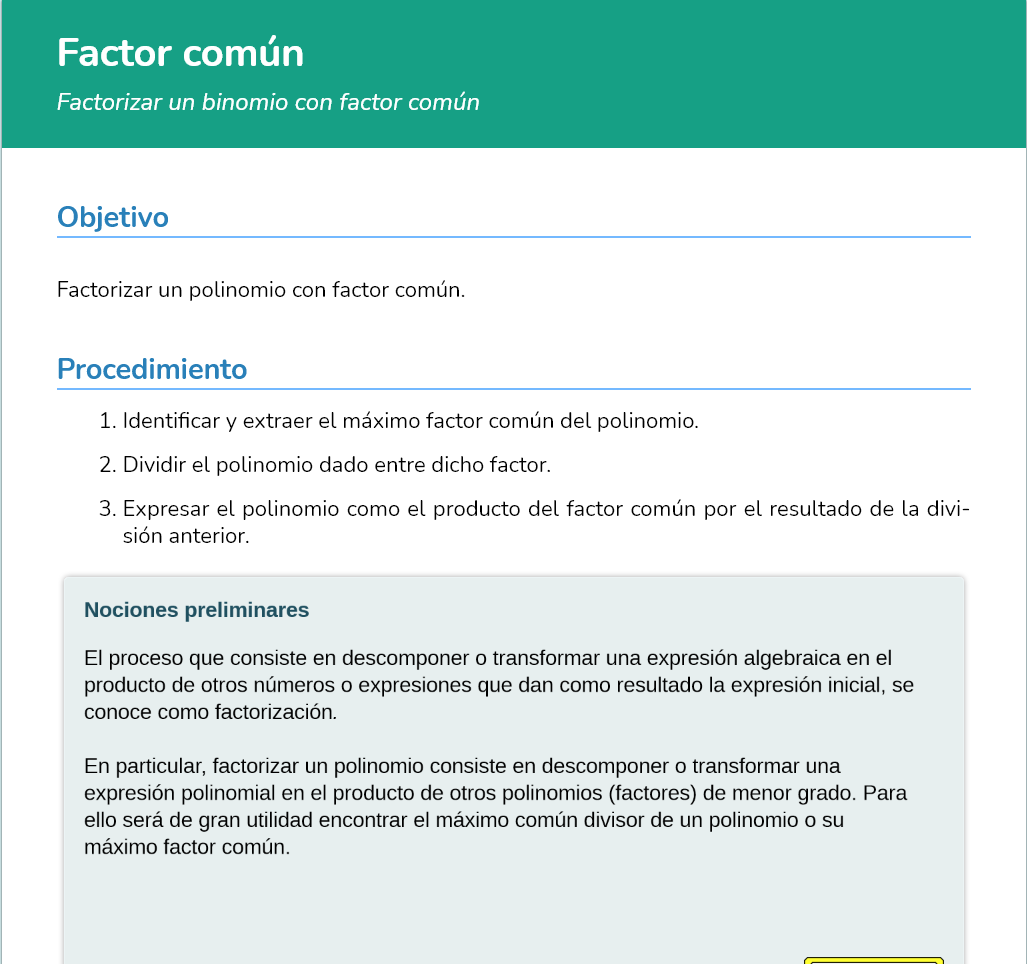 Factor común
Factorizar un binomio con factor común
Objetivo
Factorizar un polinomio con factor común.
Procedimiento
1. Identificar y extraer el máximo factor común del polinomio.
2. Dividir el polinomio dado entre dicho factor.
3. Expresar el polinomio como el producto del factor común por el resultado de la divi-
sión anterior.
Nociones preliminares
El proceso que consiste en descomponer o transformar una expresión algebraica en el
producto de otros números o expresiones que dan como resultado la expresión inicial, se
conoce como factorización.
En particular, factorizar un polinomio consiste en descomponer o transformar una
expresión polinomial en el producto de otros polinomios (factores) de menor grado. Para
ello será de gran utilidad encontrar el máximo común divisor de un polinomio o su
máximo factor común.